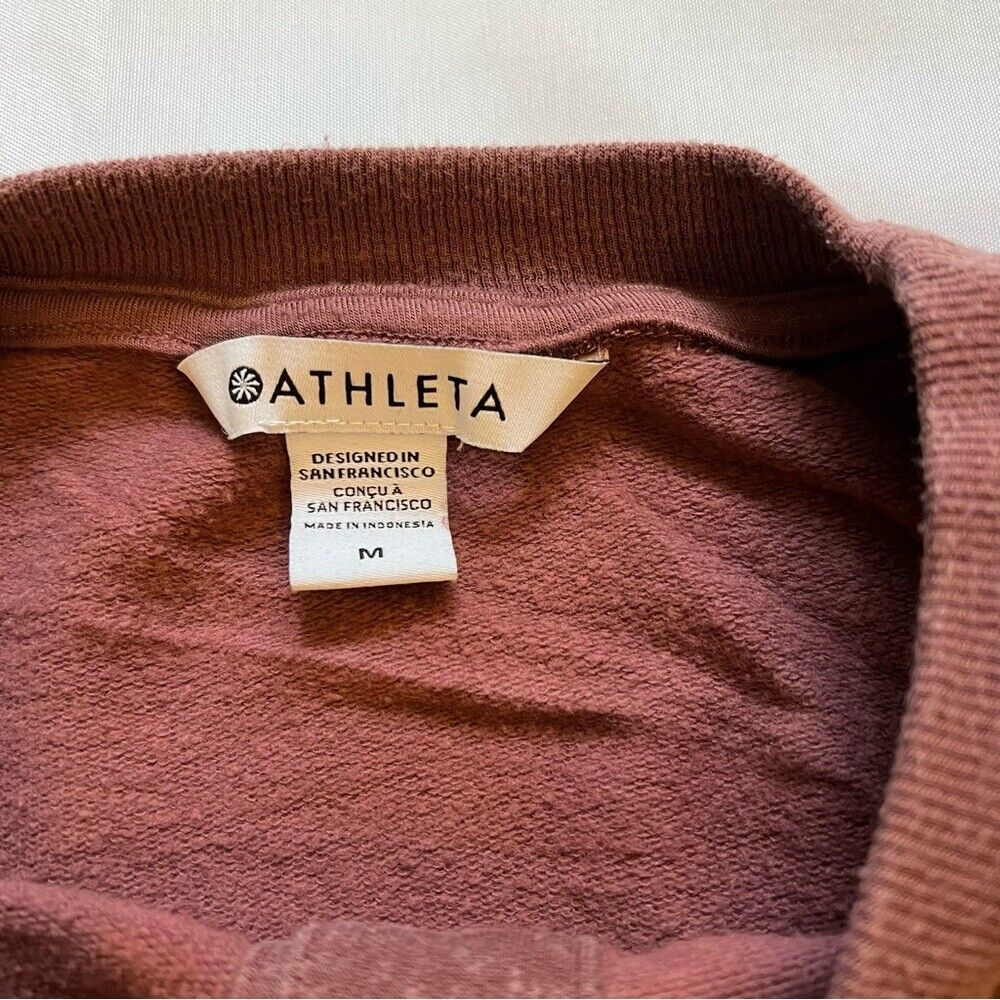 ATHLETA
DESIGNED IN
SAN FRANCISCO
CONÇU À
SAN FRANCISCO
MADE IN INDONESIA
M